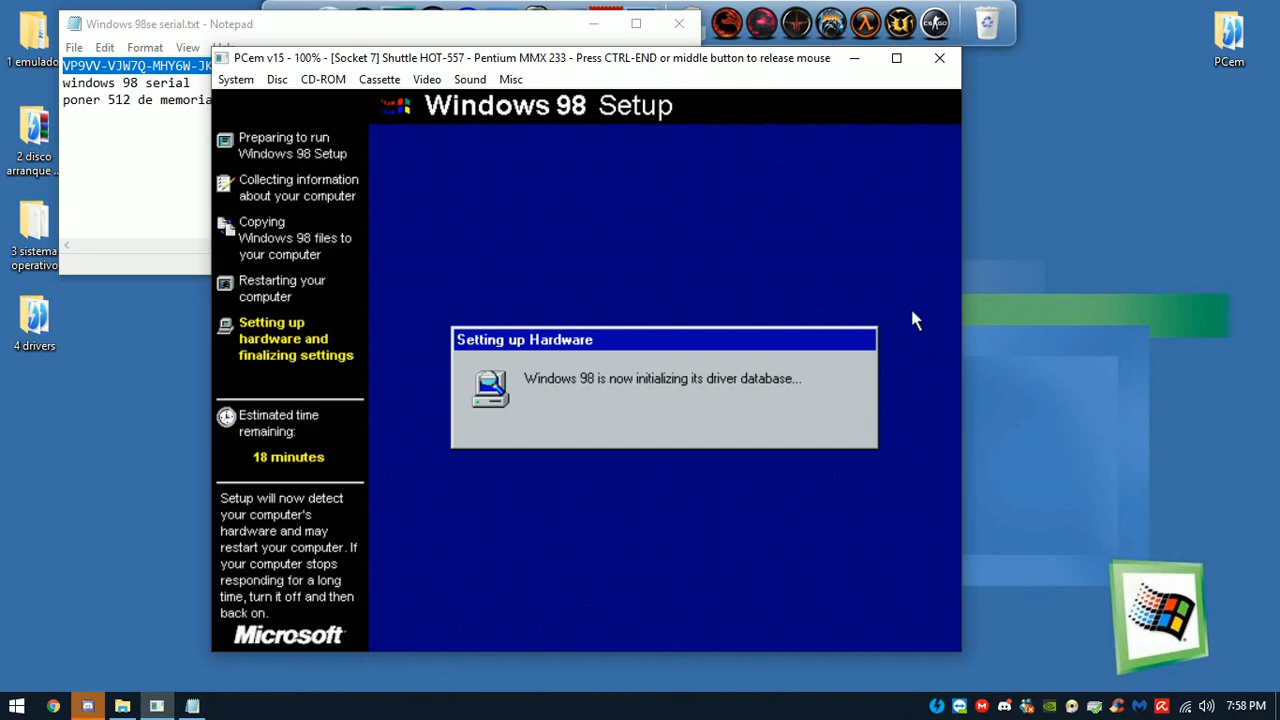 Windows 98se serial.txt - Notepad
File Edit Format View
VP9VV-VJW7Q-MHY6W-JK
windows 98 serial
poner 512 de memoria
1 emulado
2 disco
arranque ..
3 sistema
operativo
4 drivers
PCem
PCem v15 - 100% - [Socket 7] Shuttle HOT-557 - Pentium MMX 233 - Press CTRL-END or middle button to release mouse
System Disc CD-ROM Cassette Video Sound Misc
Windows 98 Setup
Preparing to run
Windows 98 Setup
Collecting information
about your computer
Copying
Windows 98 files to
your computer
Restarting your
computer
Setting up
hardware and
finalizing settings
Estimated time
remaining:
18 minutes
Setup will now detect
your computer's
hardware and may
restart your computer. If
your computer stops
responding for a long
time, turn it off and then
back on.
Microsoft
Setting up Hardware
Windows 98 is now initializing its driver database...
CS:GO
7:58 PM